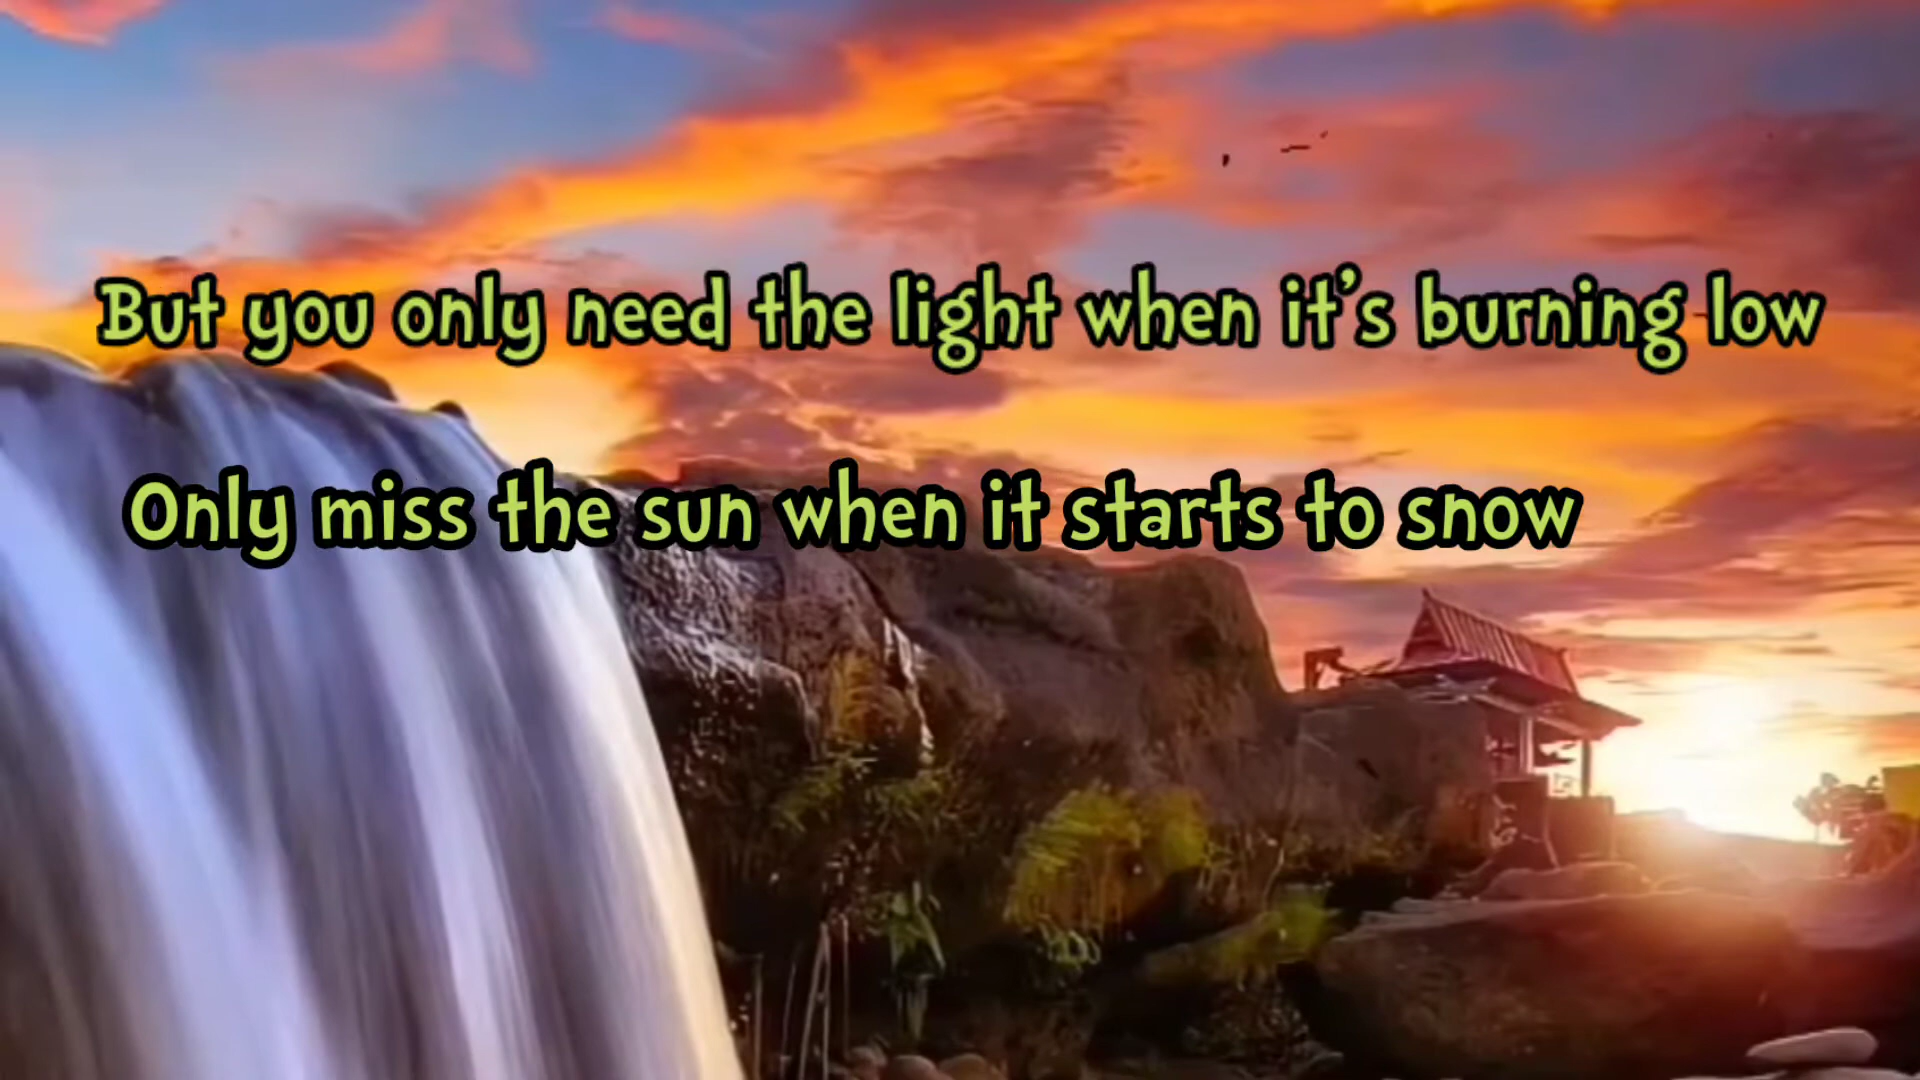 But you only need the light when it's burning low
Only miss the sun when it starts to snow